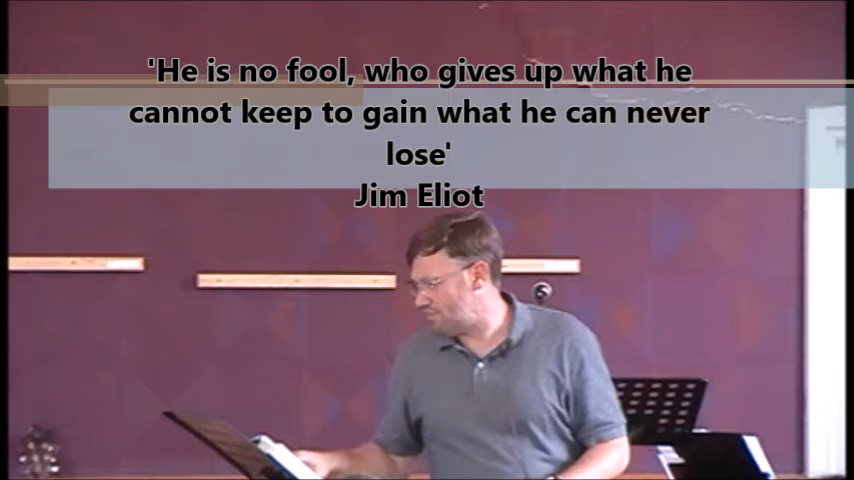 'He is no fool, who gives up what he
cannot keep to gain what he can never
lose'
Jim Eliot